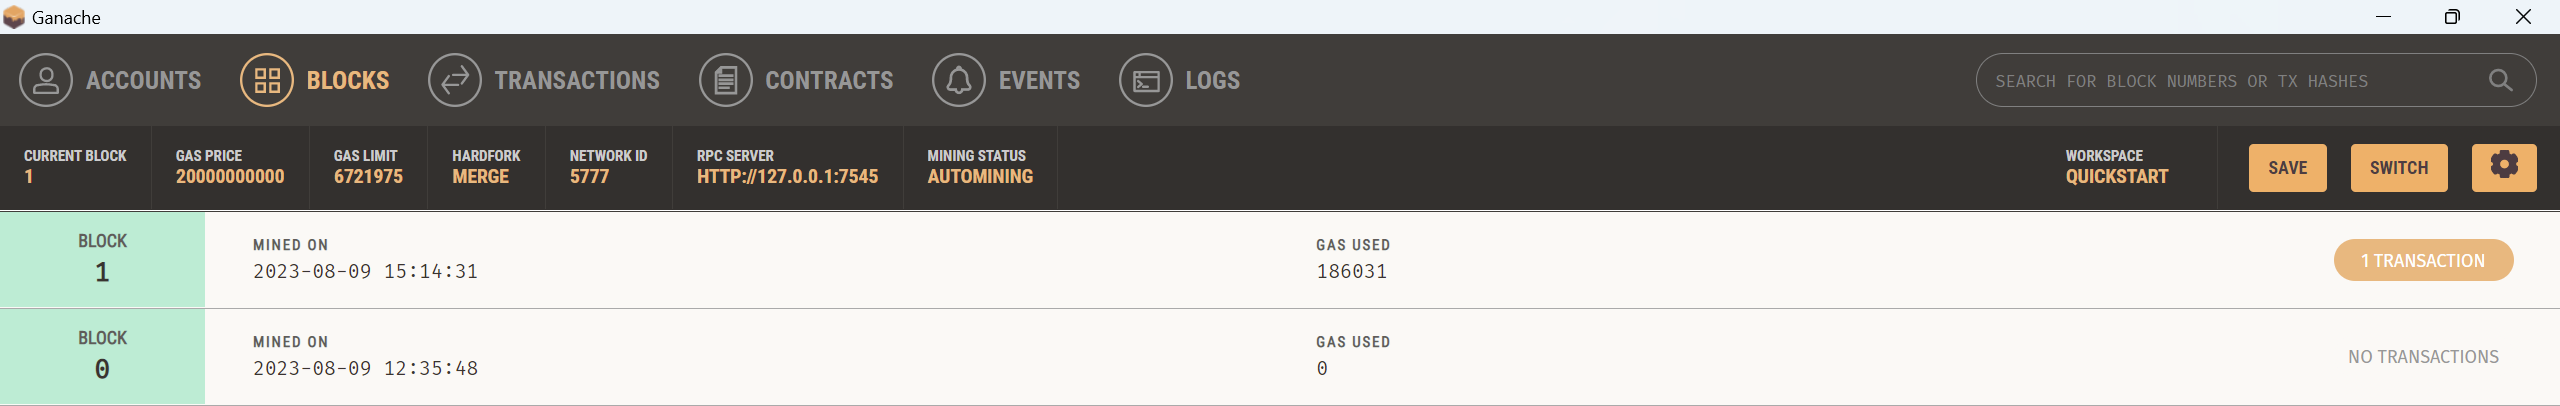 Ganache
ACCOUNTS BLOCKS TRANSACTIONS CONTRACTS EVENTS LOGS SEARCH FOR BLOCK NUMBERS OR TX HASHES
CURRENT BLOCK GAS PRICE GAS LIMIT HARDFORK NETWORK ID RPC SERVER MINING STATUS WORKSPACE
1 20000000000 6721975 MERGE 5777 HTTP://127.0.0.1:7545 AUTOMINING QUICKSTART SAVE SWITCH
BLOCK MINED ON GAS USED
1 2023-08-09 15:14:31 186031 1 TRANSACTION
BLOCK MINED ON GAS USED
0 2023-08-09 12:35:48 0 NO TRANSACTIONS